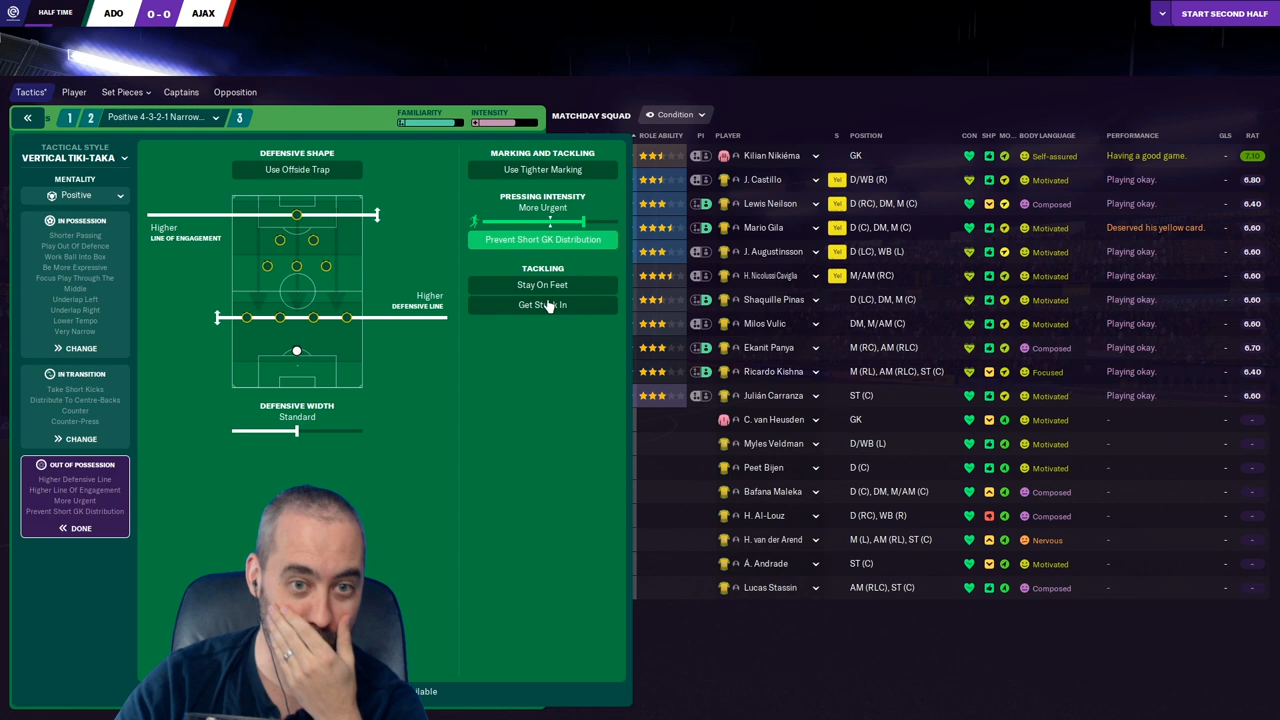 HALF TIME
ADO 0 - 0 AJAX
START SECOND HALF
Tactics* Player Set Pieces Captains Opposition
1 2 Positive 4-3-2-1 Narrow... 3
FAMILIARITY INTENSITY
MATCHDAY SQUAD Condition
TACTICAL STYLE
VERTICAL TIKI-TAKA
MENTALITY
Positive
IN POSSESSION
Shorter Passing
Play Out Of Defence
Work Ball Into Box
Be More Expressive
Focus Play Through The
Middle
Underlap Left
Underlap Right
Lower Tempo
Very Narrow
CHANGE
IN TRANSITION
Take Short Kicks
Distribute To Centre-Backs
Counter
Counter-Press
CHANGE
OUT OF POSSESSION
Higher Defensive Line
Higher Line Of Engagement
More Urgent
Prevent Short GK Distribution
DONE
DEFENSIVE SHAPE
Use Offside Trap
Higher
LINE OF ENGAGEMENT
Higher
DEFENSIVE LINE
DEFENSIVE WIDTH
Standard
MARKING AND TACKLING
Use Tighter Marking
PRESSING INTENSITY
More Urgent
Prevent Short GK Distribution
TACKLING
Stay On Feet
Get In
ROLE ABILITY PI PLAYER S POSITION CON SHP MO... BODY LANGUAGE PERFORMANCE GLS RAT
Kilian Nikiéma GK Self-assured Having a good game. - 7.10
J. Castillo Yel D/WB (R) Motivated Playing okay. - 6.80
Lewis Neilson Yel D (RC), DM, M (C) Composed Playing okay. - 6.40
Mario Gila Yel D (C), DM, M (C) Motivated Deserved his yellow card. - 6.60
J. Augustinsson Yel D (LC), WB (L) Motivated Playing okay. - 6.60
H. Nicolussi Caviglia Yel M/AM (RC) Motivated Playing okay. - 6.60
Shaquille Pinas D (LC), DM, M (C) Motivated Playing okay. - 6.60
Milos Vulic DM, M/AM (C) Motivated Playing okay. - 6.60
Ekanit Panya M (RC), AM (RLC) Composed Playing okay. - 6.70
Ricardo Kishna M (RL), AM (RLC), ST (C) Focused Playing okay. - 6.40
Julián Carranza ST (C) Motivated Playing okay. - 6.60
C. van Heusden GK Motivated - - -
Myles Veldman D/WB (L) Motivated - - -
Peet Bijen D (C) Motivated - - -
Bafana Maleka D (C), DM, M/AM (C) Composed - - -
H. Al-Louz D (RC), WB (R) Composed - - -
H. van der Arend M (L), AM (RL), ST (C) Nervous - - -
Á. Andrade ST (C) Motivated - - -
Lucas Stassin AM (RLC), ST (C) Composed - - -